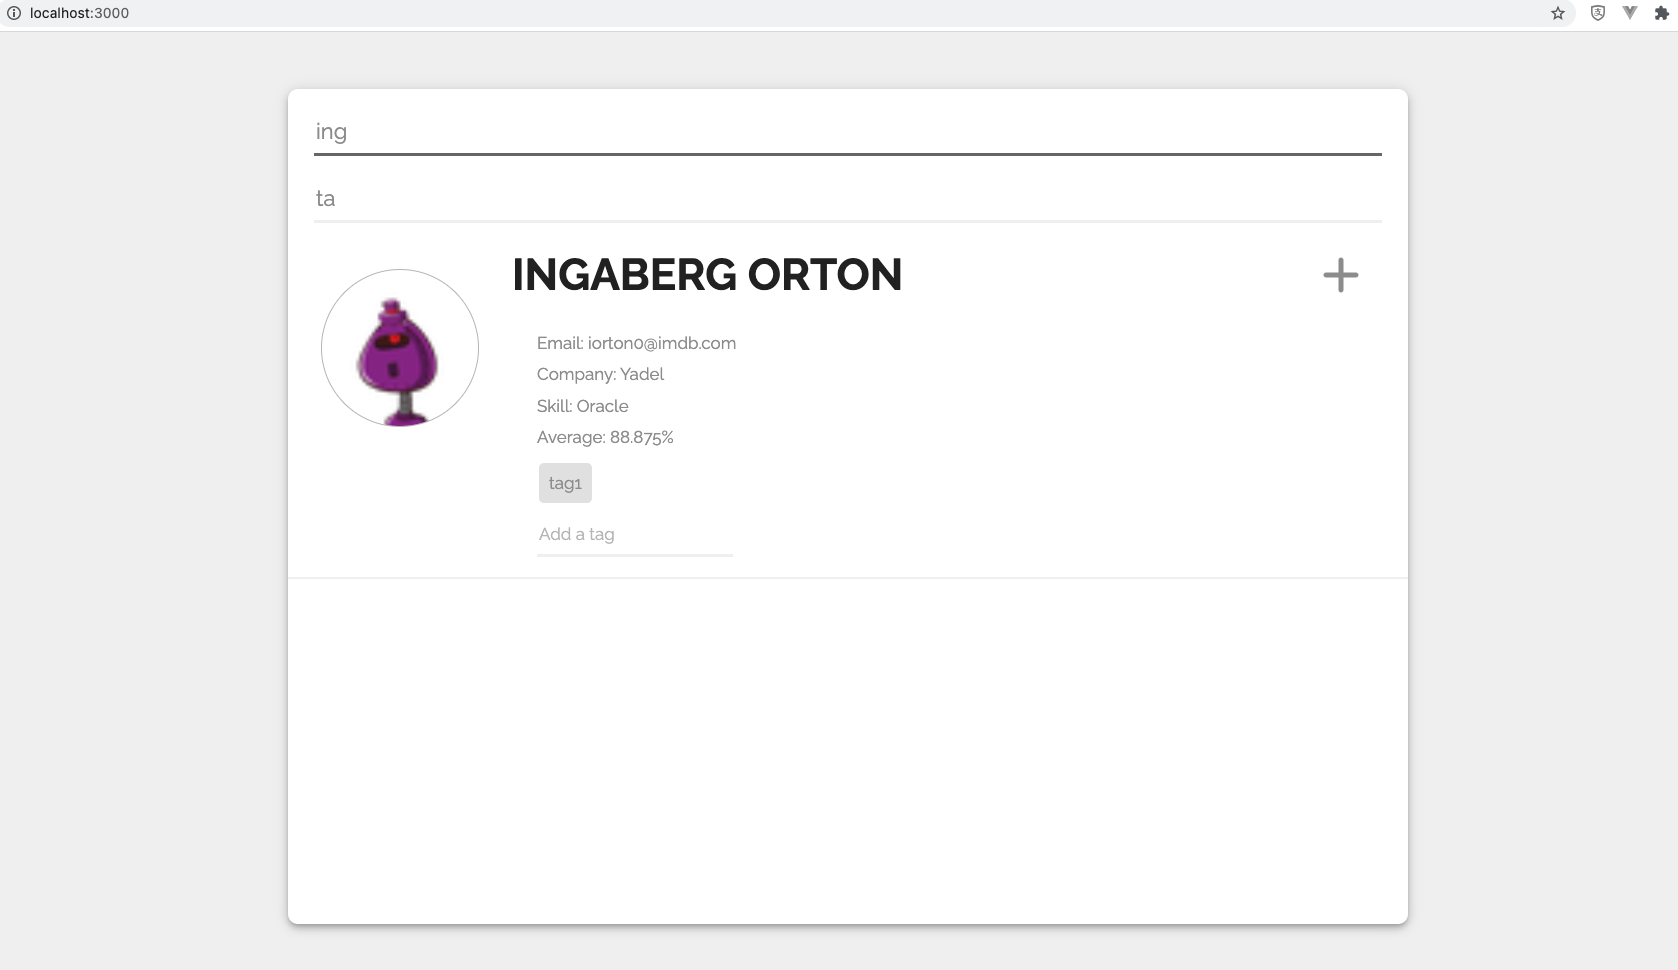 localhost:3000
ing
ta
INGABERG ORTON
Email: iorton0@imdb.com
Company: Yadel
Skill: Oracle
Average: 88.875%
tag1
Add a tag